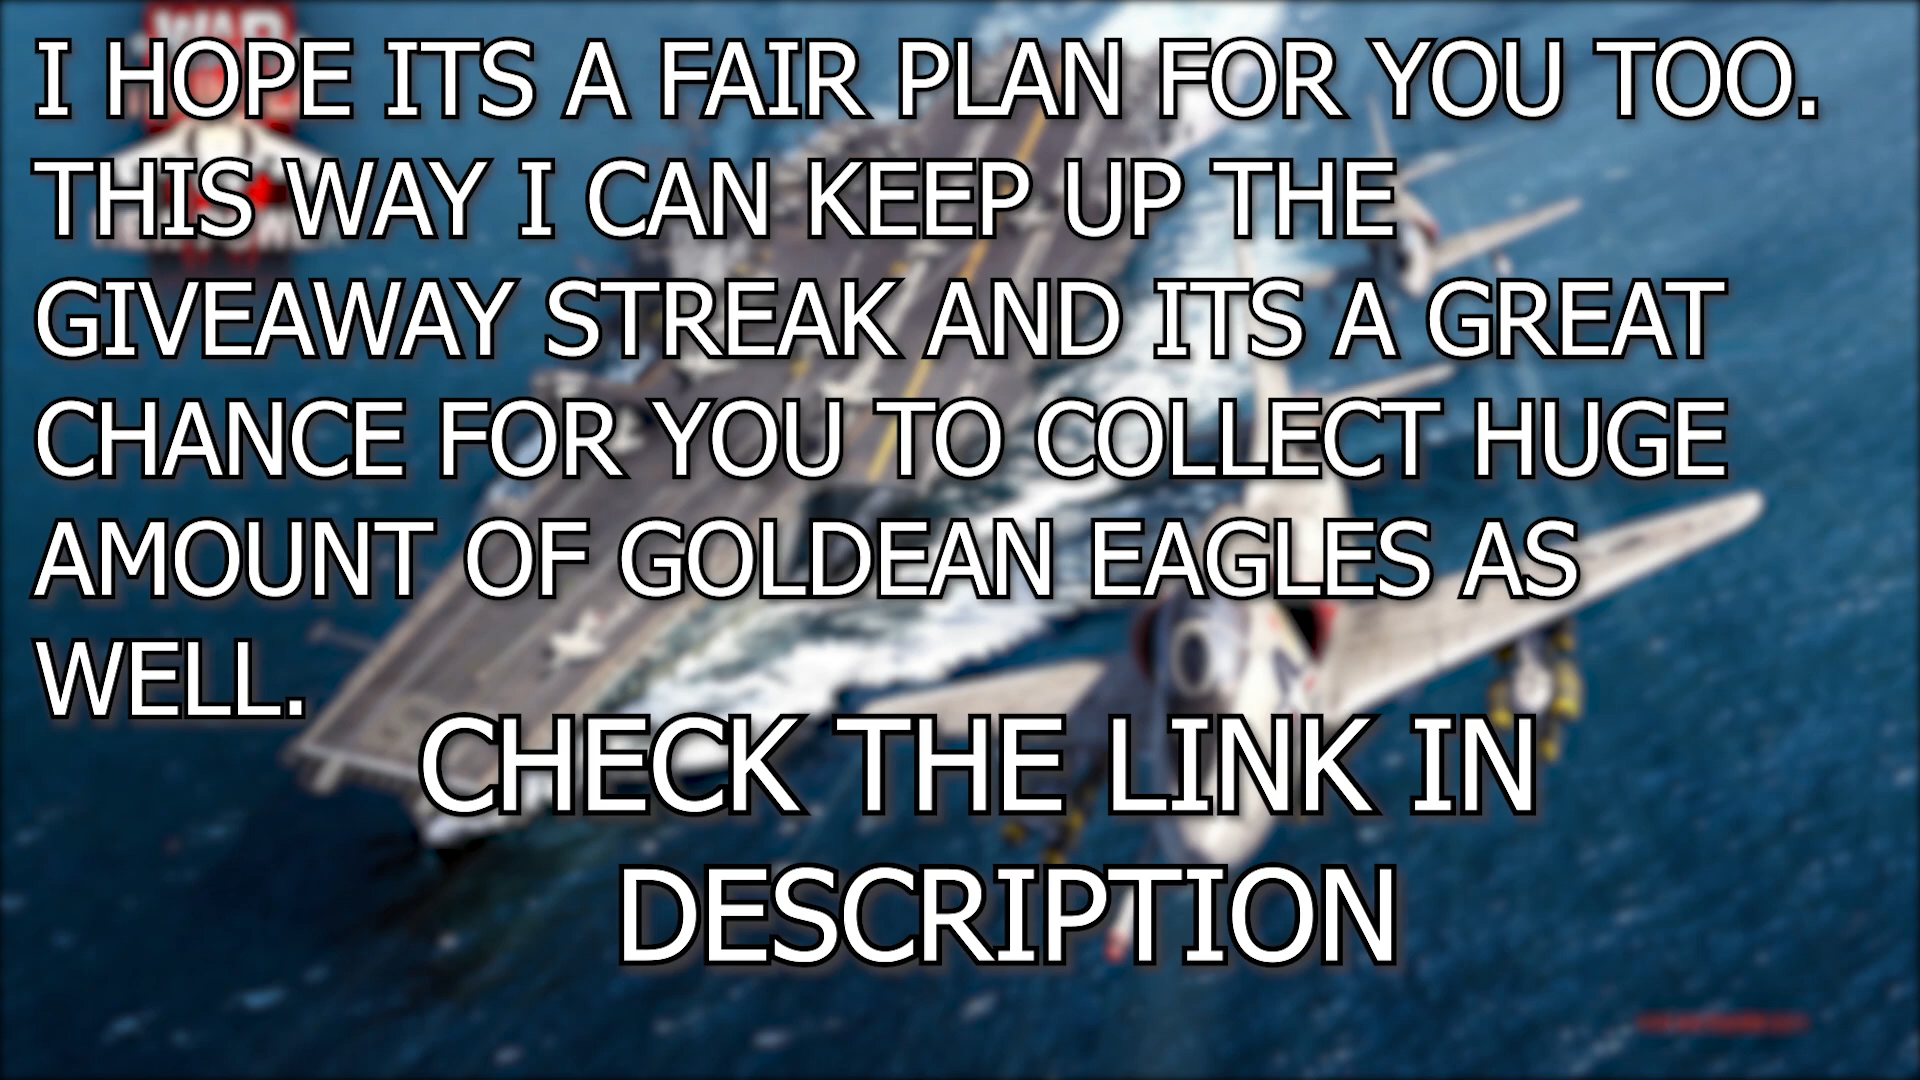 I HOPE ITS A FAIR PLAN FOR YOU TOO.
THIS WAY I CAN KEEP UP THE
GIVEAWAY STREAK AND ITS A GREAT
CHANCE FOR YOU TO COLLECT HUGE
AMOUNT OF GOLDEAN EAGLES AS
WELL.
CHECK THE LINK IN
DESCRIPTION